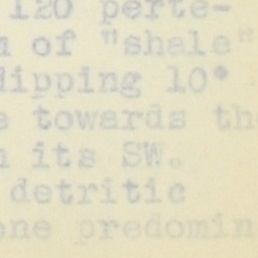 120 perte-
of "shale"
dipping 10°
towards th
its SW.
detritic
one predomin